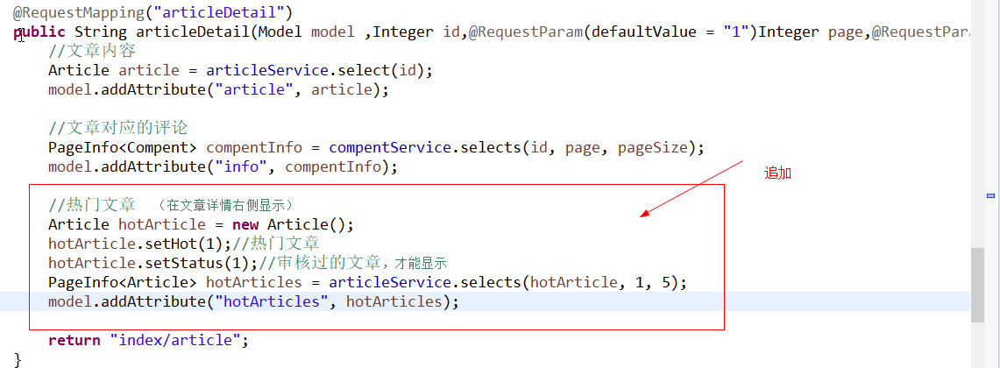 @RequestMapping("articleDetail")
public String articleDetail(Model model ,Integer id,@RequestParam(defaultValue = "1")Integer page,@RequestPara
//文章内容
Article article = articleService.select(id);
model.addAttribute("article", article);
//文章对应的评论
PageInfo<Compent> compentInfo = compentService.selects(id, page, pageSize);
model.addAttribute("info", compentInfo);
追加
//热门文章 （在文章详情右侧显示）
Article hotArticle = new Article();
hotArticle.setHot(1);//热门文章
hotArticle.setStatus(1);//审核过的文章，才能显示
PageInfo<Article> hotArticles = articleService.selects(hotArticle, 1, 5);
model.addAttribute("hotArticles", hotArticles);
return "index/article";
}